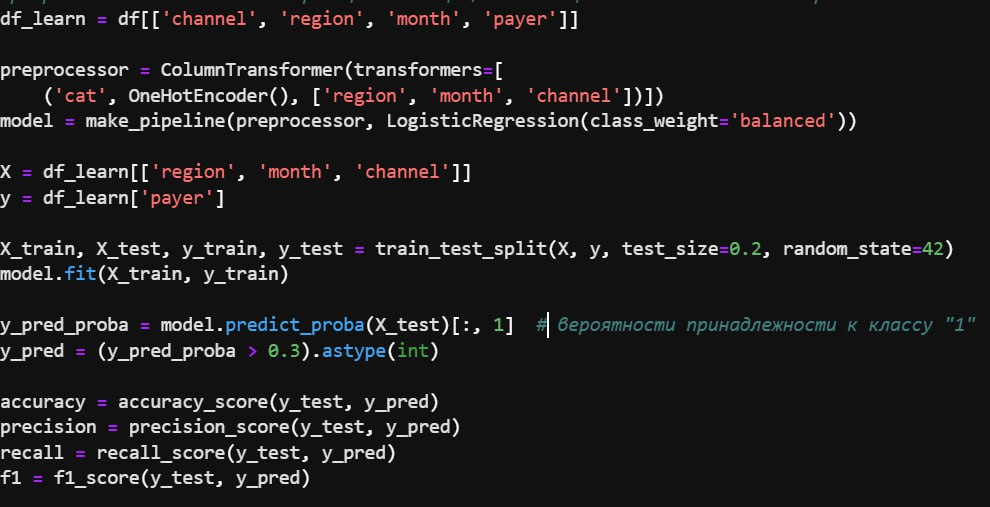 df_learn = df[['channel', 'region', 'month', 'payer']]
preprocessor = ColumnTransformer(transformers=[
    ('cat', OneHotEncoder(), ['region', 'month', 'channel'])])
model = make_pipeline(preprocessor, LogisticRegression(class_weight='balanced'))
X = df_learn[['region', 'month', 'channel']]
y = df_learn['payer']
X_train, X_test, y_train, y_test = train_test_split(X, y, test_size=0.2, random_state=42)
model.fit(X_train, y_train)
y_pred_proba = model.predict_proba(X_test)[:, 1]  # вероятности принадлежности к классу "1"
y_pred = (y_pred_proba > 0.3).astype(int)
accuracy = accuracy_score(y_test, y_pred)
precision = precision_score(y_test, y_pred)
recall = recall_score(y_test, y_pred)
f1 = f1_score(y_test, y_pred)